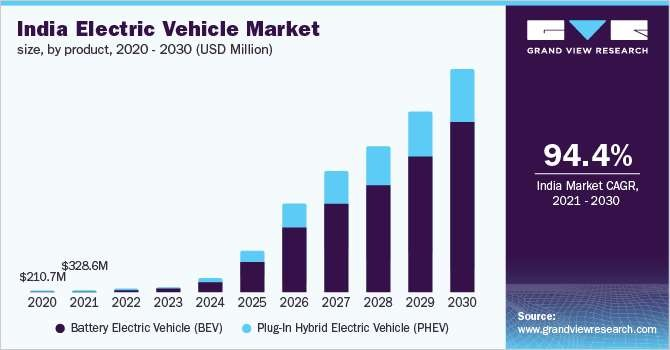 India Electric Vehicle Market
size, by product, 2020 - 2030 (USD Million)
$210.7M
$328.6M
2020 2021 2022 2023 2024 2025 2026 2027 2028 2029 2030
Battery Electric Vehicle (BEV) Plug-In Hybrid Electric Vehicle (PHEV)
GRAND VIEW RESEARCH
94.4%
India Market CAGR,
2021 - 2030
Source:
www.grandviewresearch.com